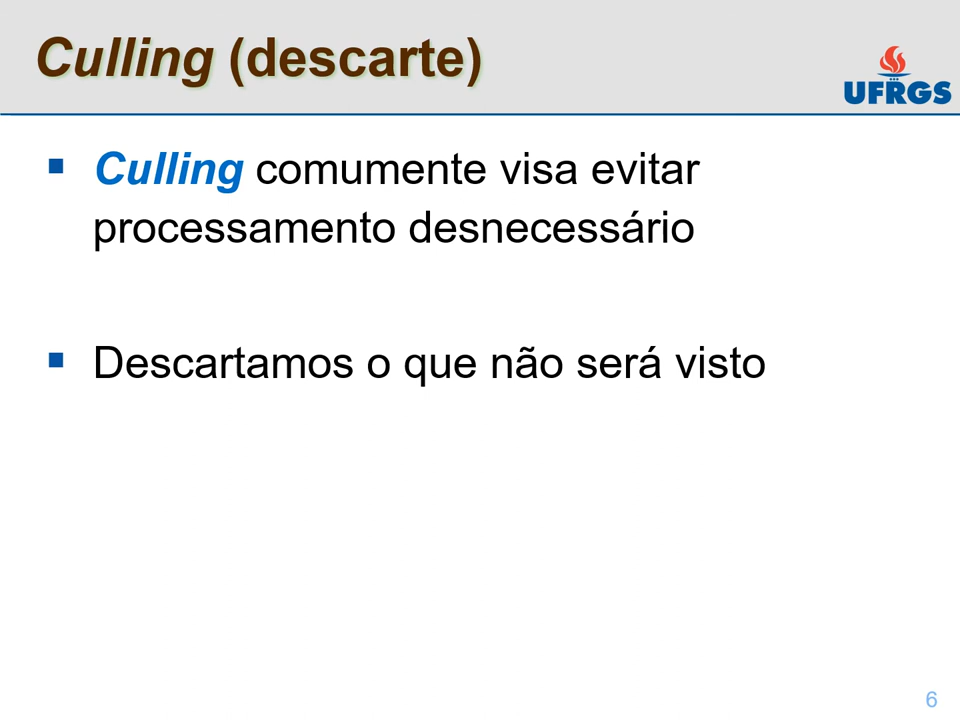 Culling (descarte)
UFRGS
▪ Culling comumente visa evitar
processamento desnecessário
▪ Descartamos o que não será visto
6